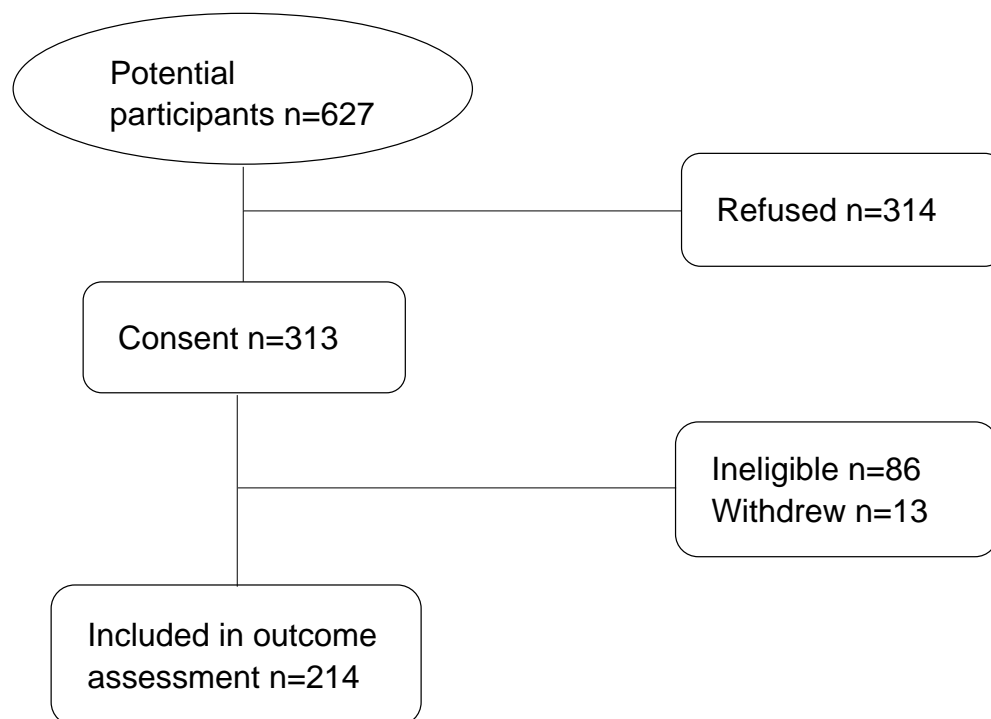 Potential
participants n=627
Refused n=314
Consent n=313
Ineligible n=86
Withdrew n=13
Included in outcome
assessment n=214